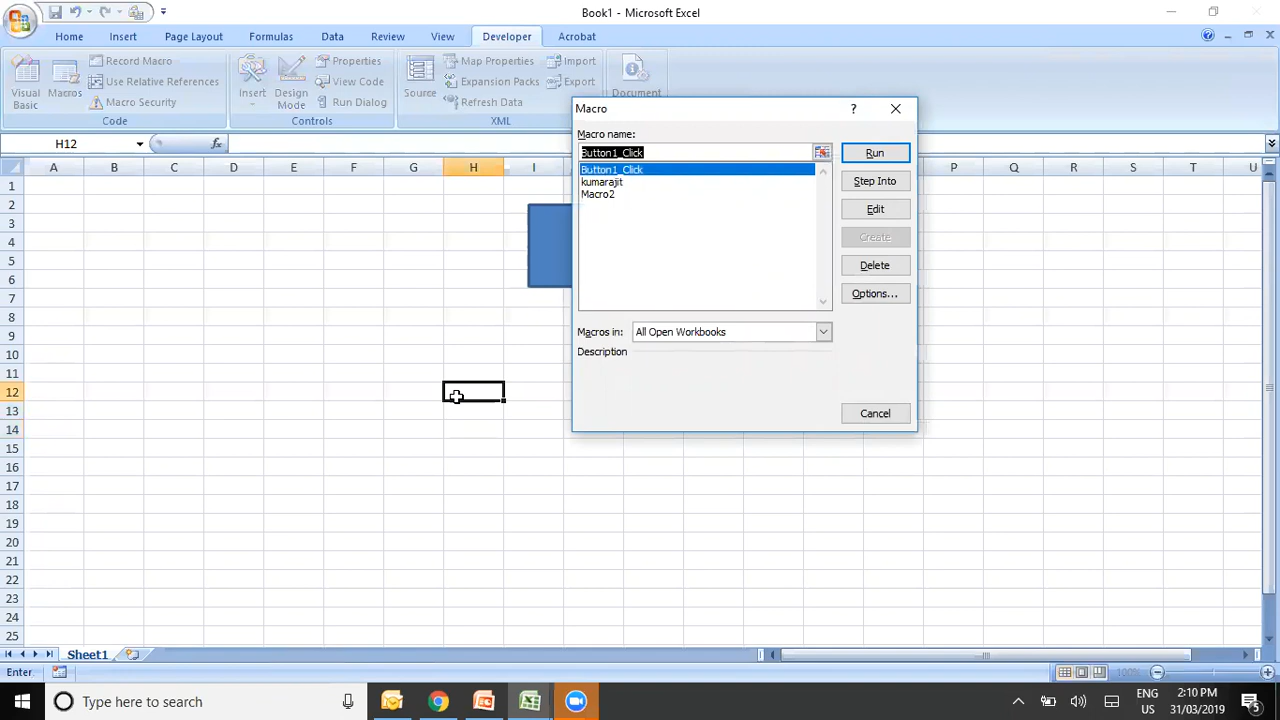 Book1 - Microsoft Excel
Home Insert Page Layout Formulas Data Review View Developer Acrobat
Visual Basic
Macros
Record Macro
Use Relative References
Macro Security
Code
Insert
Design Mode
Properties
View Code
Run Dialog
Controls
Source
Map Properties
Expansion Packs
Refresh Data
Import
Export
XML
Document
H12
fx
A B C D E F G H I P Q R S T U
1
2
3
4
5
6
7
8
9
10
11
12
13
14
15
16
17
18
19
20
21
22
23
24
25
Macro
?
Macro name:
Button1_Click
Button1_Click
kumarajit
Macro2
Run
Step Into
Edit
Create
Delete
Options...
Macros in: All Open Workbooks
Description
Cancel
Sheet1
Enter
100%
Type here to search
ENG
2:10 PM
31/03/2019
5